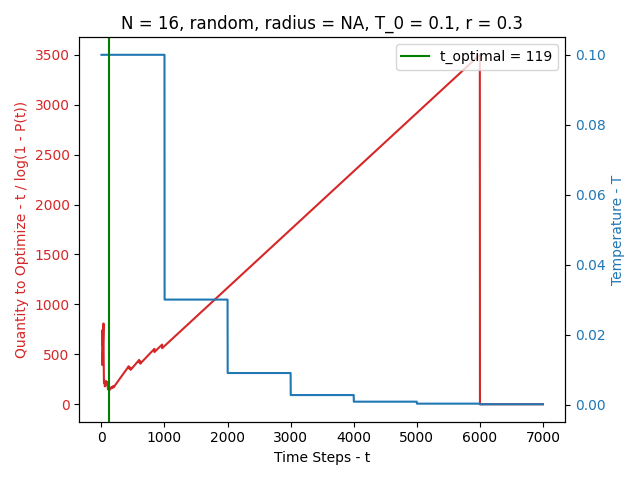 N = 16, random, radius = NA, T_0 = 0.1, r = 0.3
t_optimal = 119
Quantity to Optimize - t / log(1 - P(t))
3500
3000
2500
2000
1500
1000
500
0
0.10
0.08
0.06
0.04
0.02
0.00
Temperature - T
0 1000 2000 3000 4000 5000 6000 7000
Time Steps - t